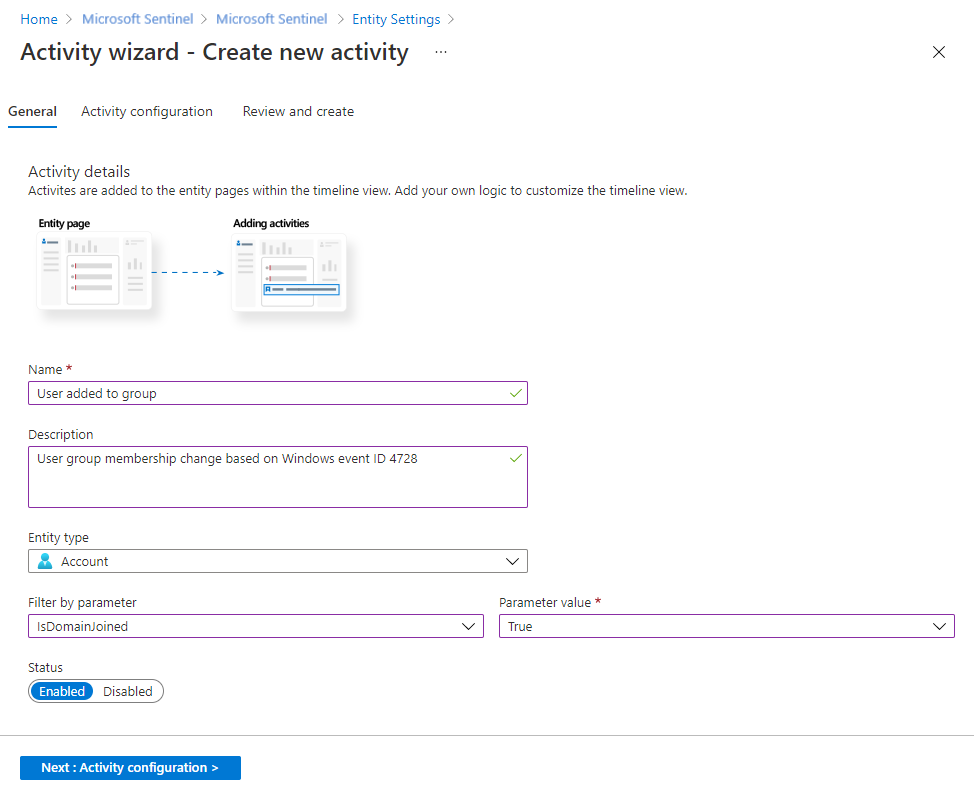 Home > Microsoft Sentinel > Microsoft Sentinel > Entity Settings >
Activity wizard - Create new activity ...
General Activity configuration Review and create
Activity details
Activites are added to the entity pages within the timeline view. Add your own logic to customize the timeline view.
Entity page Adding activities
Name *
User added to group
Description
User group membership change based on Windows event ID 4728
Entity type
Account
Filter by parameter Parameter value *
IsDomainJoined True
Status
Enabled Disabled
Next : Activity configuration >